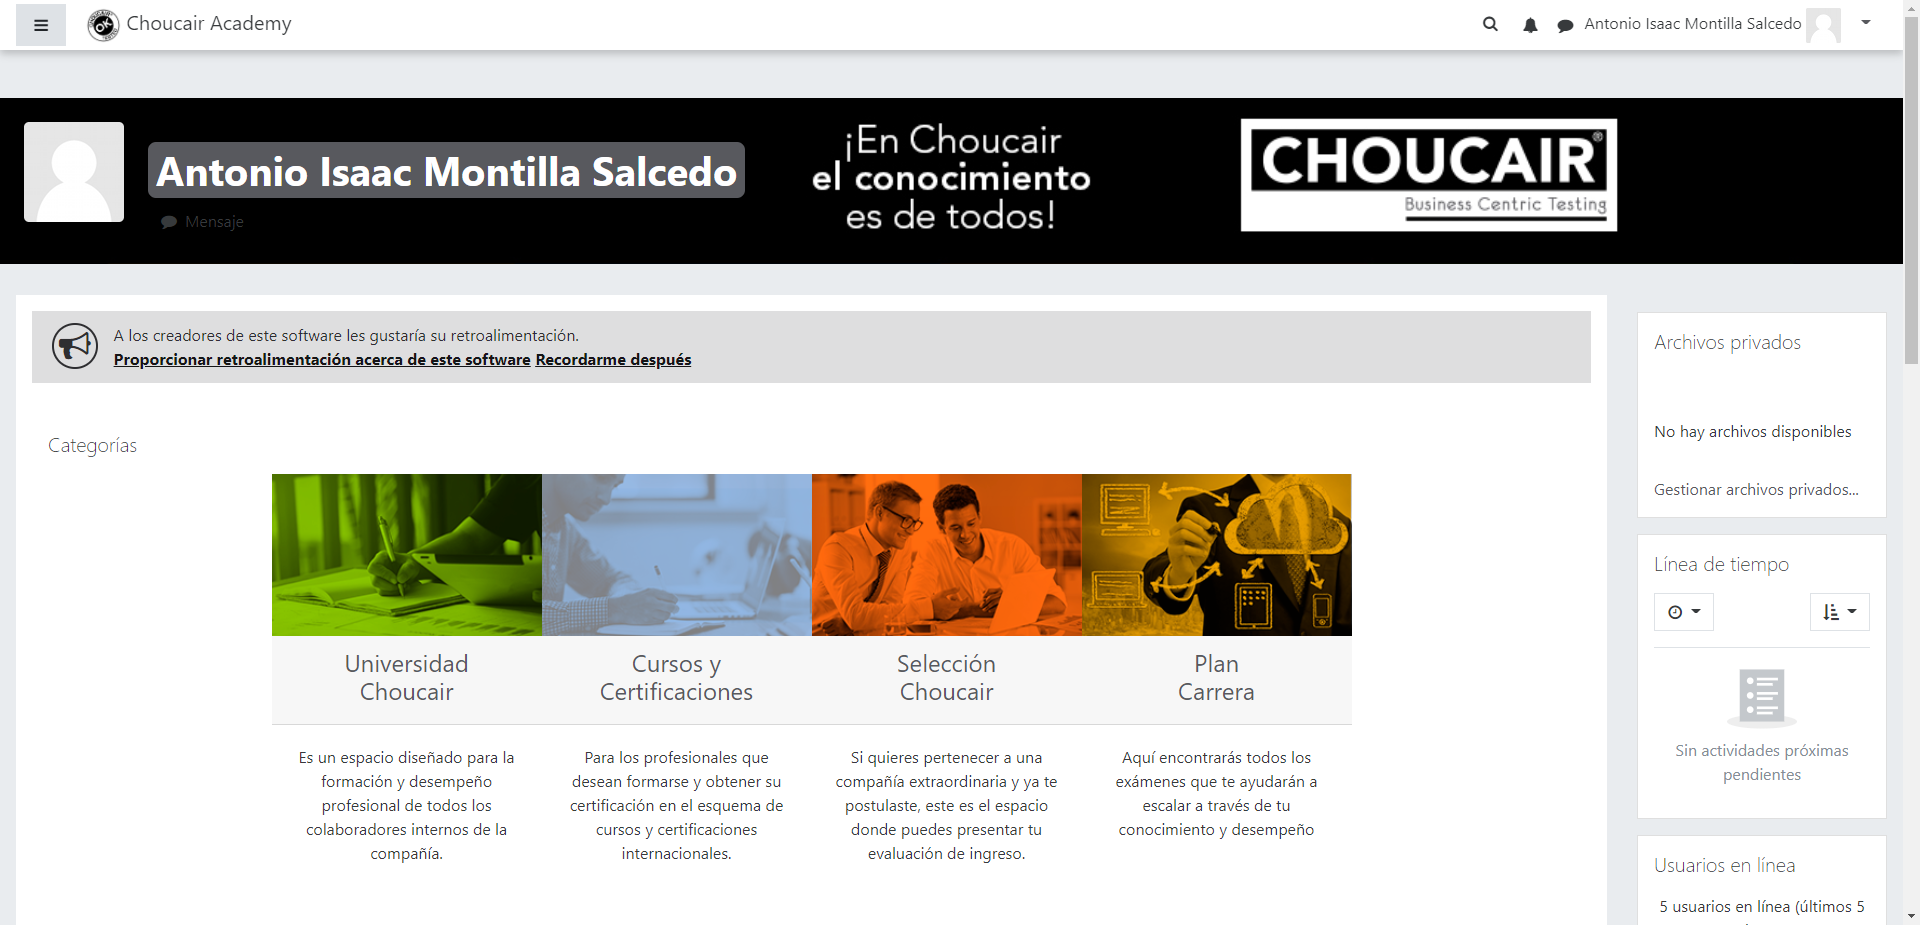 Choucair Academy
Antonio Isaac Montilla Salcedo
Antonio Isaac Montilla Salcedo
Mensaje
¡En Choucair
el conocimiento
es de todos!
CHOUCAIR®
Business Centric Testing
A los creadores de este software les gustaría su retroalimentación.
Proporcionar retroalimentación acerca de este software Recordarme después
Categorías
Universidad
Choucair
Es un espacio diseñado para la
formación y desempeño
profesional de todos los
colaboradores internos de la
compañía.
Cursos y
Certificaciones
Para los profesionales que
desean formarse y obtener su
certificación en el esquema de
cursos y certificaciones
internacionales.
Selección
Choucair
Si quieres pertenecer a una
compañía extraordinaria y ya te
postulaste, este es el espacio
donde puedes presentar tu
evaluación de ingreso.
Plan
Carrera
Aquí encontrarás todos los
exámenes que te ayudarán a
escalar a través de tu
conocimiento y desempeño
Archivos privados
No hay archivos disponibles
Gestionar archivos privados...
Línea de tiempo
Sin actividades próximas
pendientes
Usuarios en línea
5 usuarios en línea (últimos 5